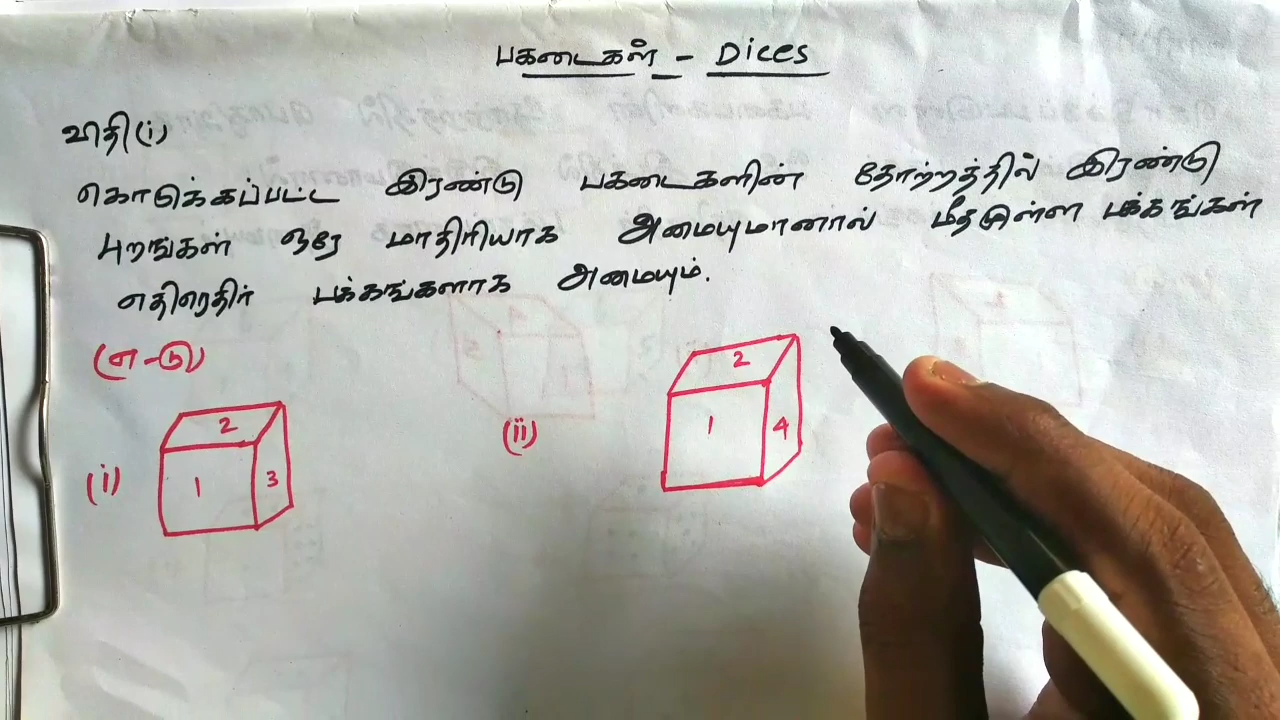 பகடைகள் - Dices
விதி (i)
கொடுக்கப்பட்ட இரண்டு பகடைகளின் தோற்றத்தில் இரண்டு
புறங்கள் ஒரே மாதிரியாக அமையுமானால் மீதமுள்ள பக்கங்கள்
எதிரெதிர் பக்கங்களாக அமையும்.
(எ-டு)
(i) 2 1 3
(ii) 2 1 4